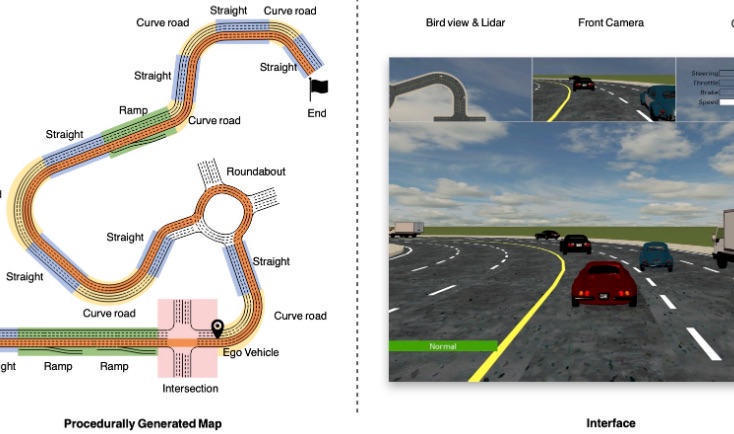 Straight
Curve road
Curve road
Straight
Straight
End
Ramp
Curve road
Straight
Roundabout
Straight
Straight
Straight
Curve road
Curve road
Ego Vehicle
Ramp
Ramp
Intersection
Procedurally Generated Map
Bird view & Lidar
Front Camera
Steering
Throttle
Brake
Speed
Normal
Interface